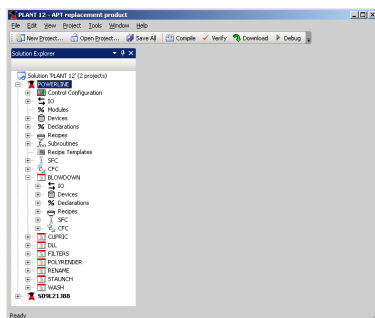 PLANT 12 - APT replacement product
File Edit View Project Tools Window Help
New Project... Open Project... Save All Compile Verify Download Debug
Solution Explorer
Solution 'PLANT 12' (2 projects)
POWERLINE
Control Configuration
IO
Modules
Devices
Declarations
Recipes
Subroutines
Recipe Templates
SFC
CFC
BLOWDOWN
IO
Devices
Declarations
Recipes
SFC
CFC
CUPRIC
DLL
FILTERS
POLYRENDER
RENAME
STAUNCH
WASH
Ready